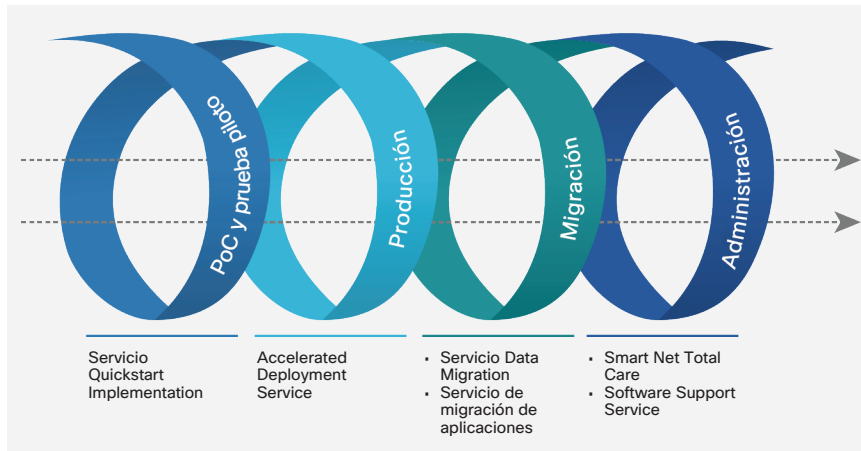 PoC y prueba piloto
Producción
Migración
Administración
Servicio
Quickstart
Implementation
Accelerated
Deployment
Service
• Servicio Data
Migration
• Servicio de
migración de
aplicaciones
• Smart Net Total
Care
• Software Support
Service